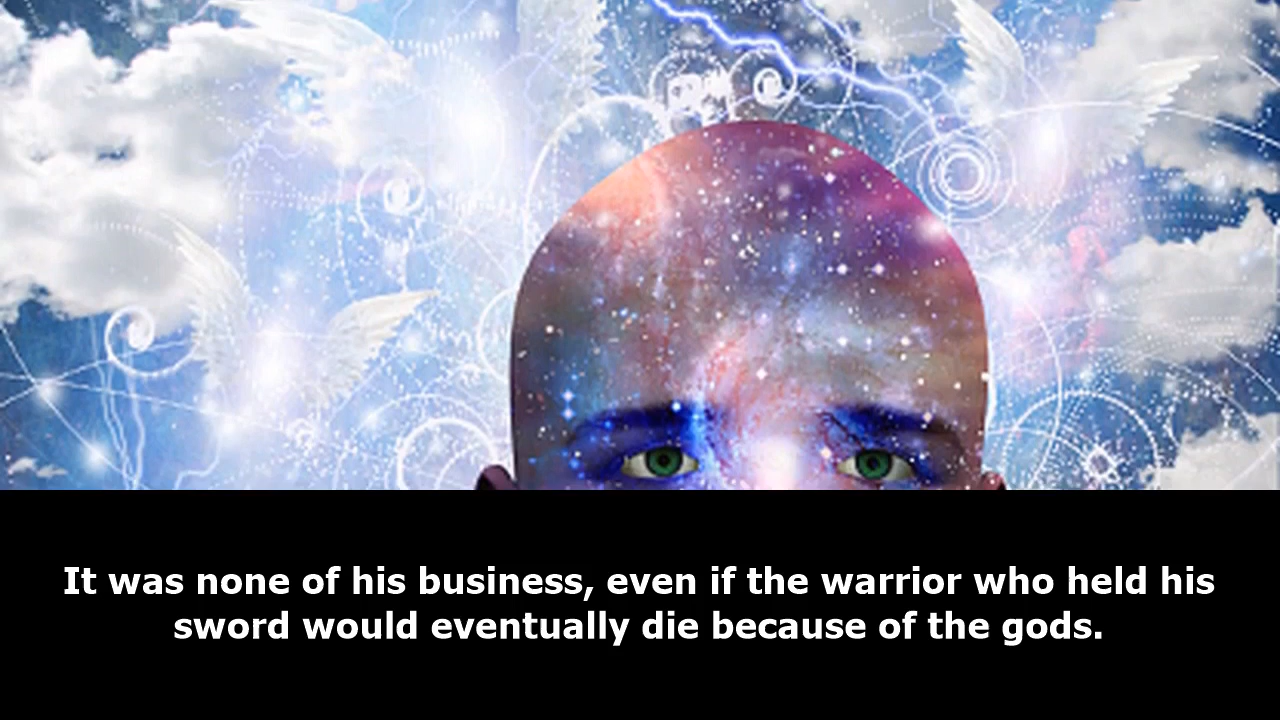 It was none of his business, even if the warrior who held his
sword would eventually die because of the gods.